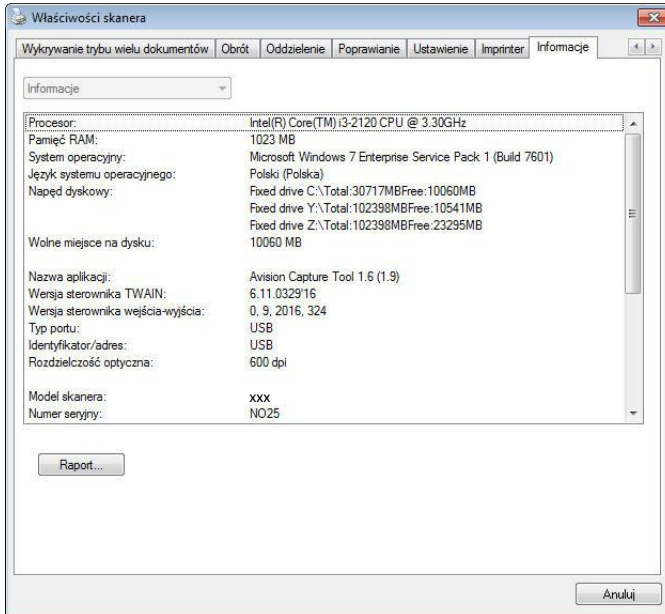 Właściwości skanera
Wykrywanie trybu wielu dokumentów Obrót Oddzielenie Poprawianie Ustawienie Imprinter Informacje
Informacje
Procesor: Intel(R) Core(TM) i3-2120 CPU @ 3.30GHz
Pamięć RAM: 1023 MB
System operacyjny: Microsoft Windows 7 Enterprise Service Pack 1 (Build 7601)
Język systemu operacyjnego: Polski (Polska)
Napęd dyskowy: Fixed drive C:\Total:30717MBFree:10060MB
Fixed drive Y:\Total:102398MBFree:10541MB
Fixed drive Z:\Total:102398MBFree:23295MB
Wolne miejsce na dysku: 10060 MB
Nazwa aplikacji: Avision Capture Tool 1.6 (1.9)
Wersja sterownika TWAIN: 6.11.0329'16
Wersja sterownika wejścia-wyjścia: 0, 9, 2016, 324
Typ portu: USB
Identyfikator/adres: USB
Rozdzielczość optyczna: 600 dpi
Model skanera: xxx
Numer seryjny: NO25
Raport...
Anuluj